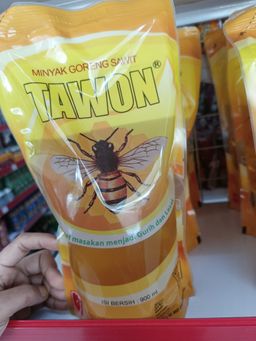 MINYAK GORENG SAWIT
TAWON®
masakan menjadi Gurih dan
ISI BERSIH : 900 ml